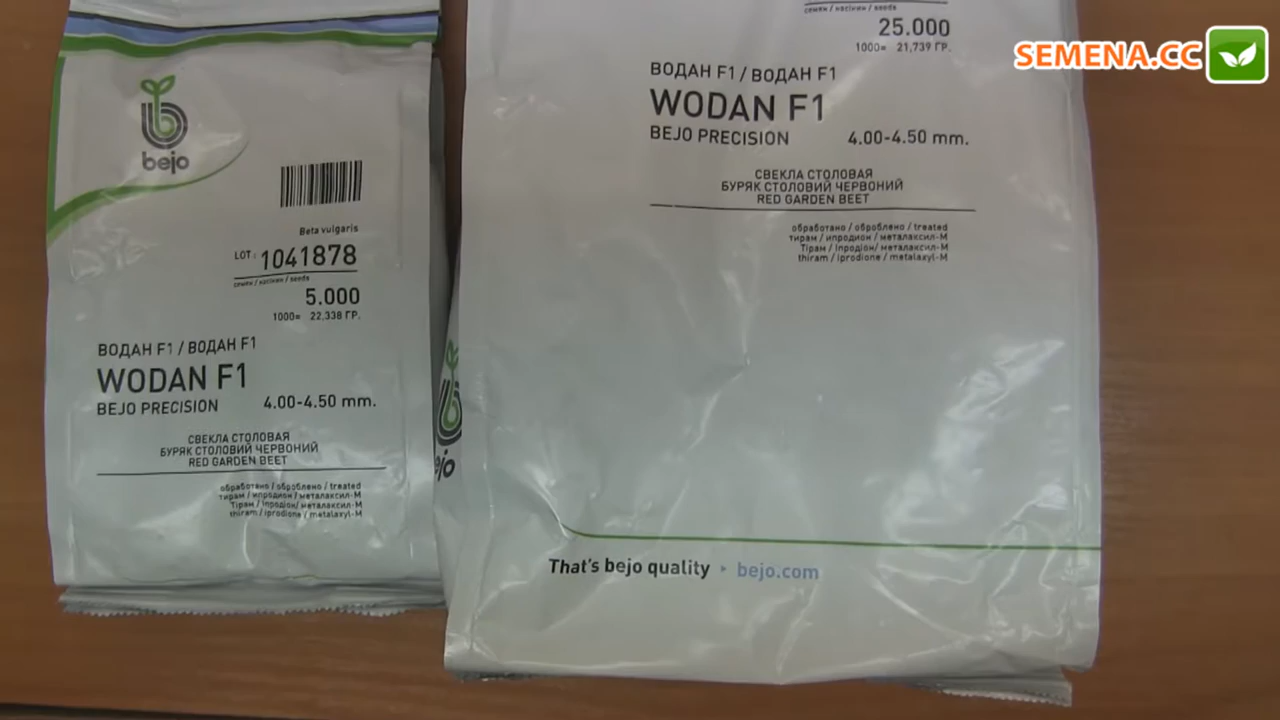 SEMENA.CC
bejo
Beta vulgaris
LOT: 1041878
семян / насінин / seeds
5.000
1000= 22,338 ГР.
ВОДАН F1 / ВОДАН F1
WODAN F1
BEJO PRECISION 4.00-4.50 mm.
СВЕКЛА СТОЛОВАЯ
БУРЯК СТОЛОВИЙ ЧЕРВОНИЙ
RED GARDEN BEET
обработано / оброблено / treated
тирам / ипродион / металаксил-М
Тірам / Іпродіон/ металаксил-М
thiram / iprodione / metalaxyl-M
семян / насінин / seeds
25.000
1000= 21,739 ГР.
ВОДАН F1 / ВОДАН F1
WODAN F1
BEJO PRECISION 4.00-4.50 mm.
СВЕКЛА СТОЛОВАЯ
БУРЯК СТОЛОВИЙ ЧЕРВОНИЙ
RED GARDEN BEET
обработано / оброблено / treated
тирам / ипродион / металаксил-М
Тірам / Іпродіон/ металаксил-М
thiram / iprodione / metalaxyl-M
bejo
That's bejo quality bejo.com